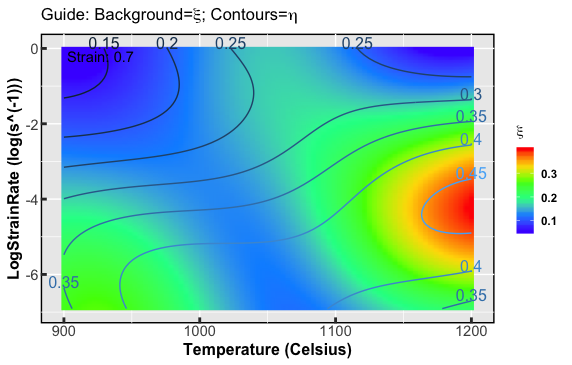 Guide: Background=ξ; Contours=η
0.15 0.2 0.25 0.25
Strain: 0.7
0.3
0.35
0.4
0.45
0.35
0.4
0.35
0
-2
-4
-6
LogStrainRate (log(s^(-1)))
900 1000 1100 1200
Temperature (Celsius)
ξ
0.3
0.2
0.1